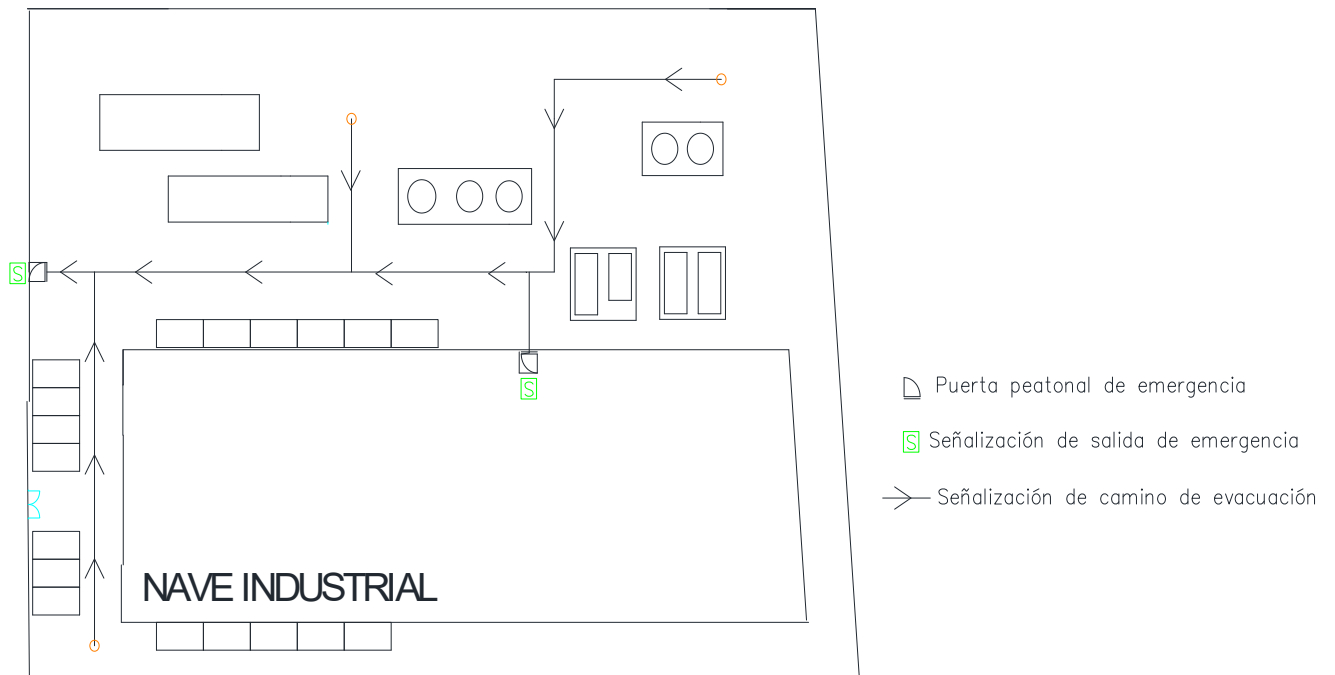 S
S
Puerta peatonal de emergencia
S Señalización de salida de emergencia
Señalización de camino de evacuación
NAVE INDUSTRIAL